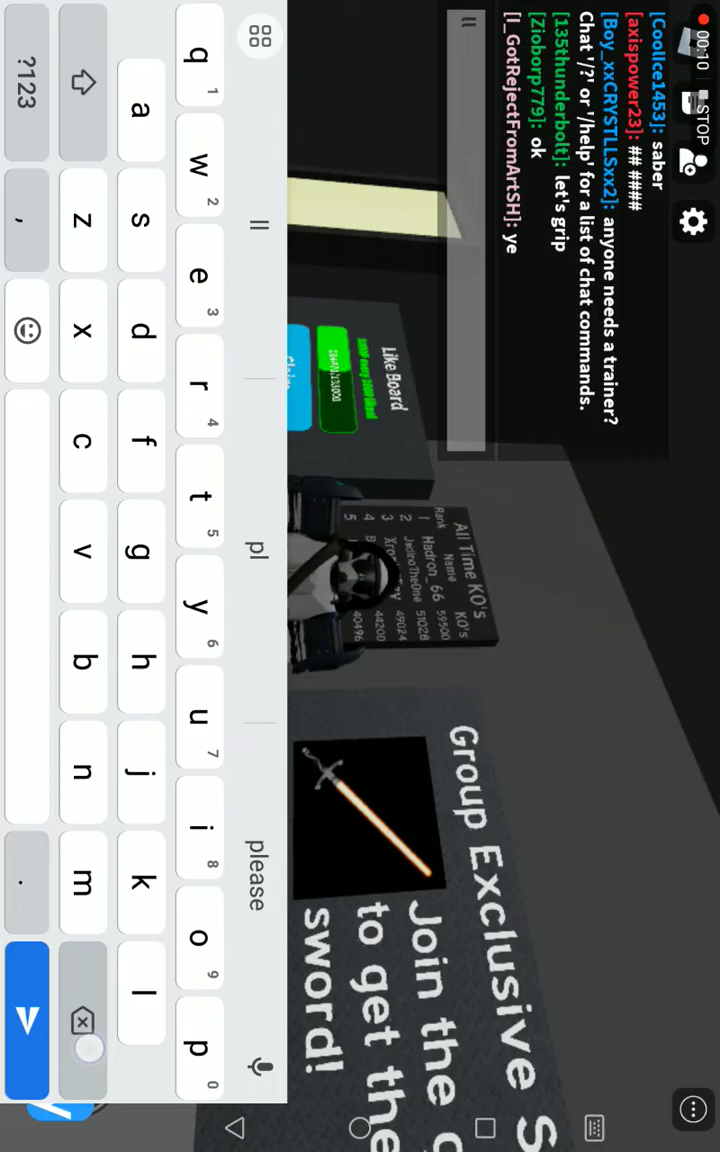 00:10 STOP
[CoolIce1453]: saber
[axispower23]: ## ####
[Boy_xxCRYSTLLSxx2]: anyone needs a trainer?
Chat '/?' or '/help' for a list of chat commands.
[135thunderbolt]: let's grip
[Zioborp779]: ok
[I_GotRejectFromArtSH]: ye
ll
Like Board
Claim
All Time KO's
Rank Name KO's
1 Hadron_66 59500
2 JadinoTheOne 51028
3 49024
4 44200
5 40496
Group Exclusive S
Join the
to get the
sword!
ll pl please
q 1 w 2 e 3 r 4 t 5 y 6 u 7 i 8 o 9 p 0
a s d f g h j k l
z x c v b n m
?123 , .